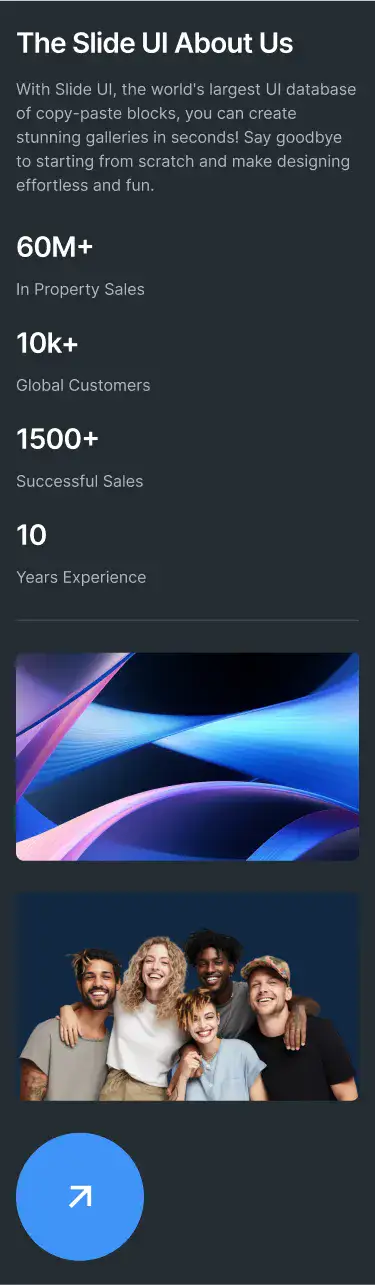 The Slide UI About Us
With Slide UI, the world's largest UI database
of copy-paste blocks, you can create
stunning galleries in seconds! Say goodbye
to starting from scratch and make designing
effortless and fun.
60M+
In Property Sales
10k+
Global Customers
1500+
Successful Sales
10
Years Experience